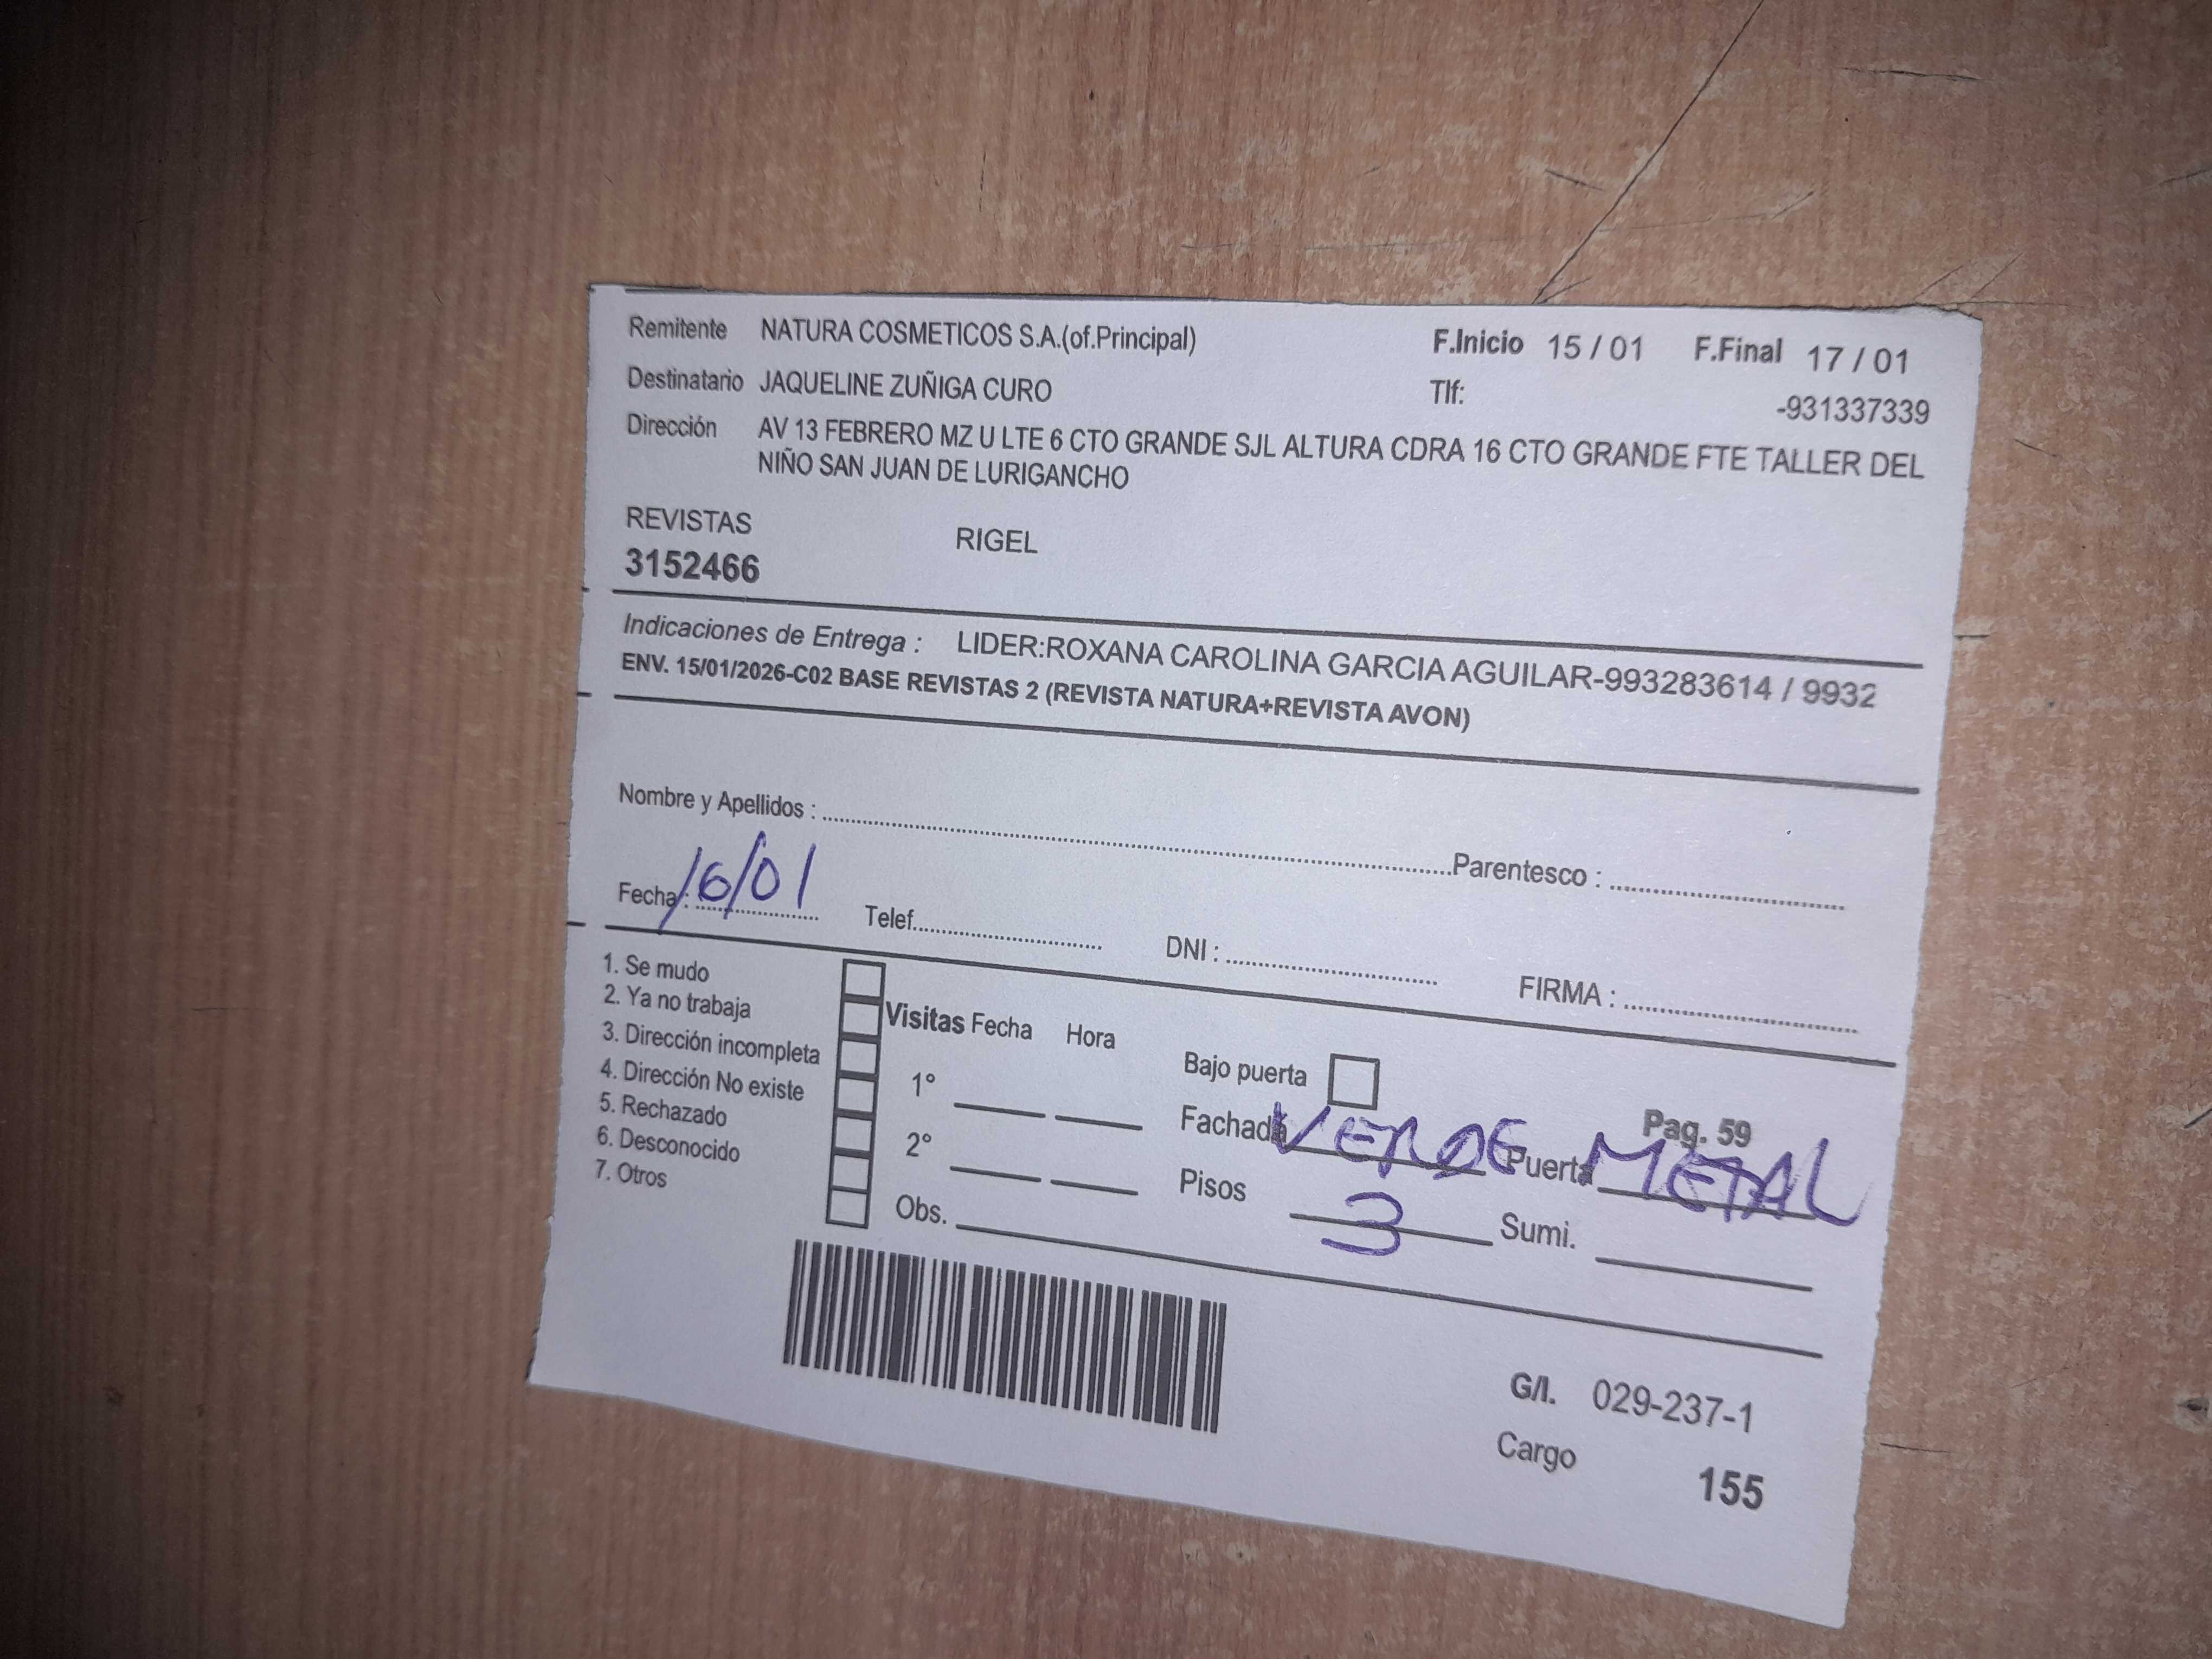 Remitente NATURA COSMETICOS S.A.(of.Principal) F.Inicio 15 / 01 F.Final 17 / 01
Destinatario JAQUELINE ZUÑIGA CURO Tlf: -931337339
Dirección AV 13 FEBRERO MZ U LTE 6 CTO GRANDE SJL ALTURA CDRA 16 CTO GRANDE FTE TALLER DEL
NIÑO SAN JUAN DE LURIGANCHO
REVISTAS RIGEL
3152466
Indicaciones de Entrega : LIDER:ROXANA CAROLINA GARCIA AGUILAR-993283614 / 9932
ENV. 15/01/2026-C02 BASE REVISTAS 2 (REVISTA NATURA+REVISTA AVON)
Nombre y Apellidos : Parentesco :
Fecha : 16/01 Telef. DNI : FIRMA :
1. Se mudo
2. Ya no trabaja
3. Dirección incompleta
4. Dirección No existe
5. Rechazado
6. Desconocido
7. Otros
Visitas Fecha Hora
1°
2°
Obs.
Bajo puerta
Pag. 59
Fachada VERDE Puerta METAL
Pisos 3 Sumi.
G/I. 029-237-1
Cargo 155